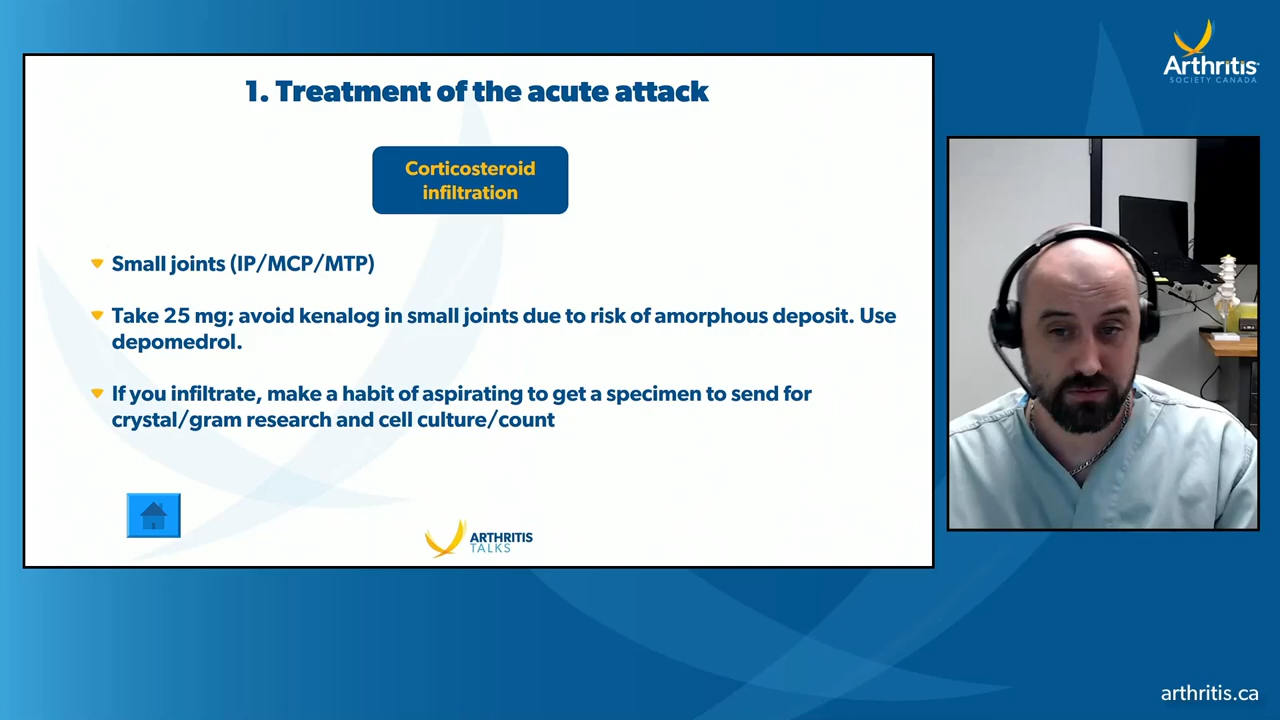 1. Treatment of the acute attack
Corticosteroid
infiltration
Small joints (IP/MCP/MTP)
Take 25 mg; avoid kenalog in small joints due to risk of amorphous deposit. Use
depomedrol.
If you infiltrate, make a habit of aspirating to get a specimen to send for
crystal/gram research and cell culture/count
ARTHRITIS
TALKS
Arthritis
SOCIETY CANADA
arthritis.ca